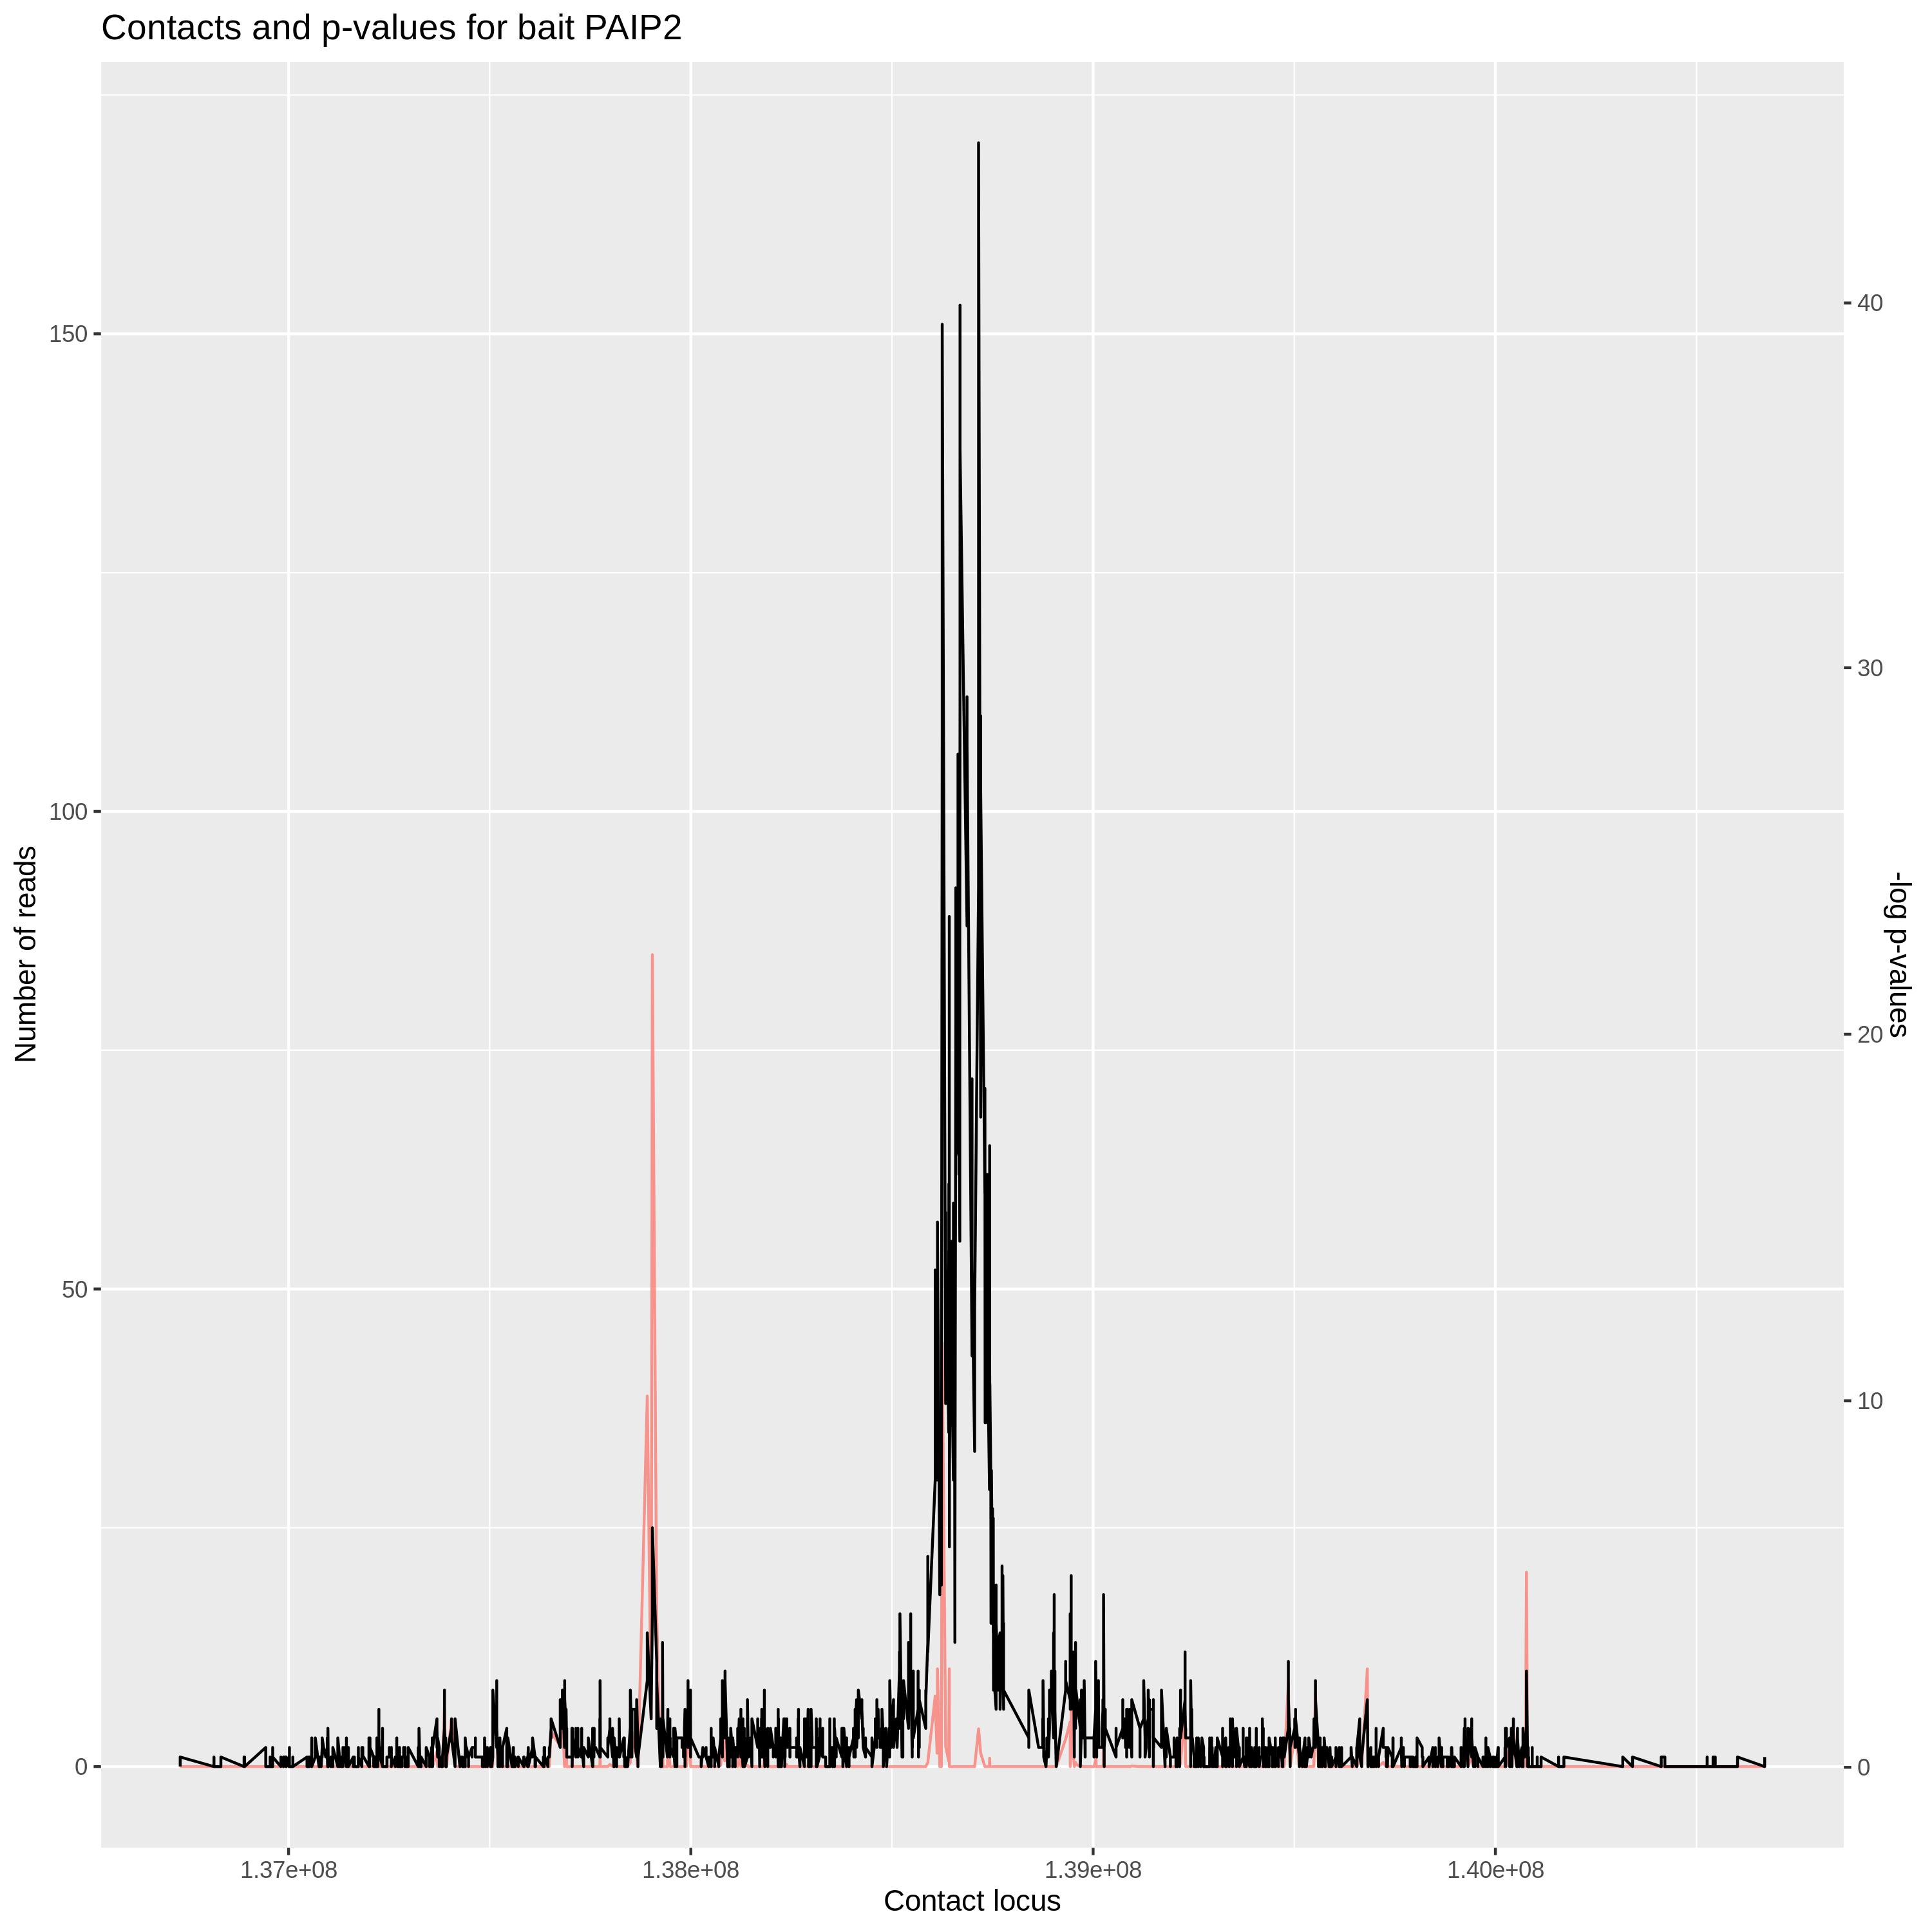 Contacts and p-values for bait PAIP2
150
100
50
0
Number of reads
40
30
20
10
0
-log p-values
1.37e+08
1.38e+08
1.39e+08
1.40e+08
Contact locus